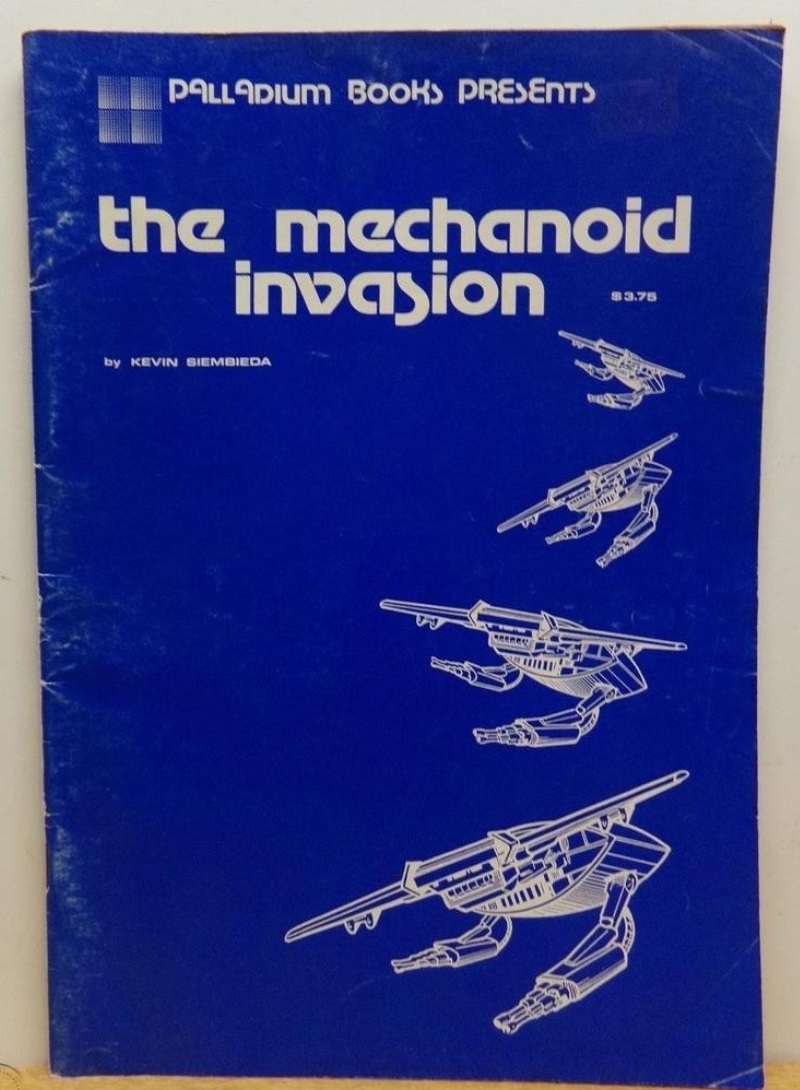 PALLADIUM BOOKS PRESENTS
the mechanoid
invasion
$3.75
by KEVIN SIEMBIEDA